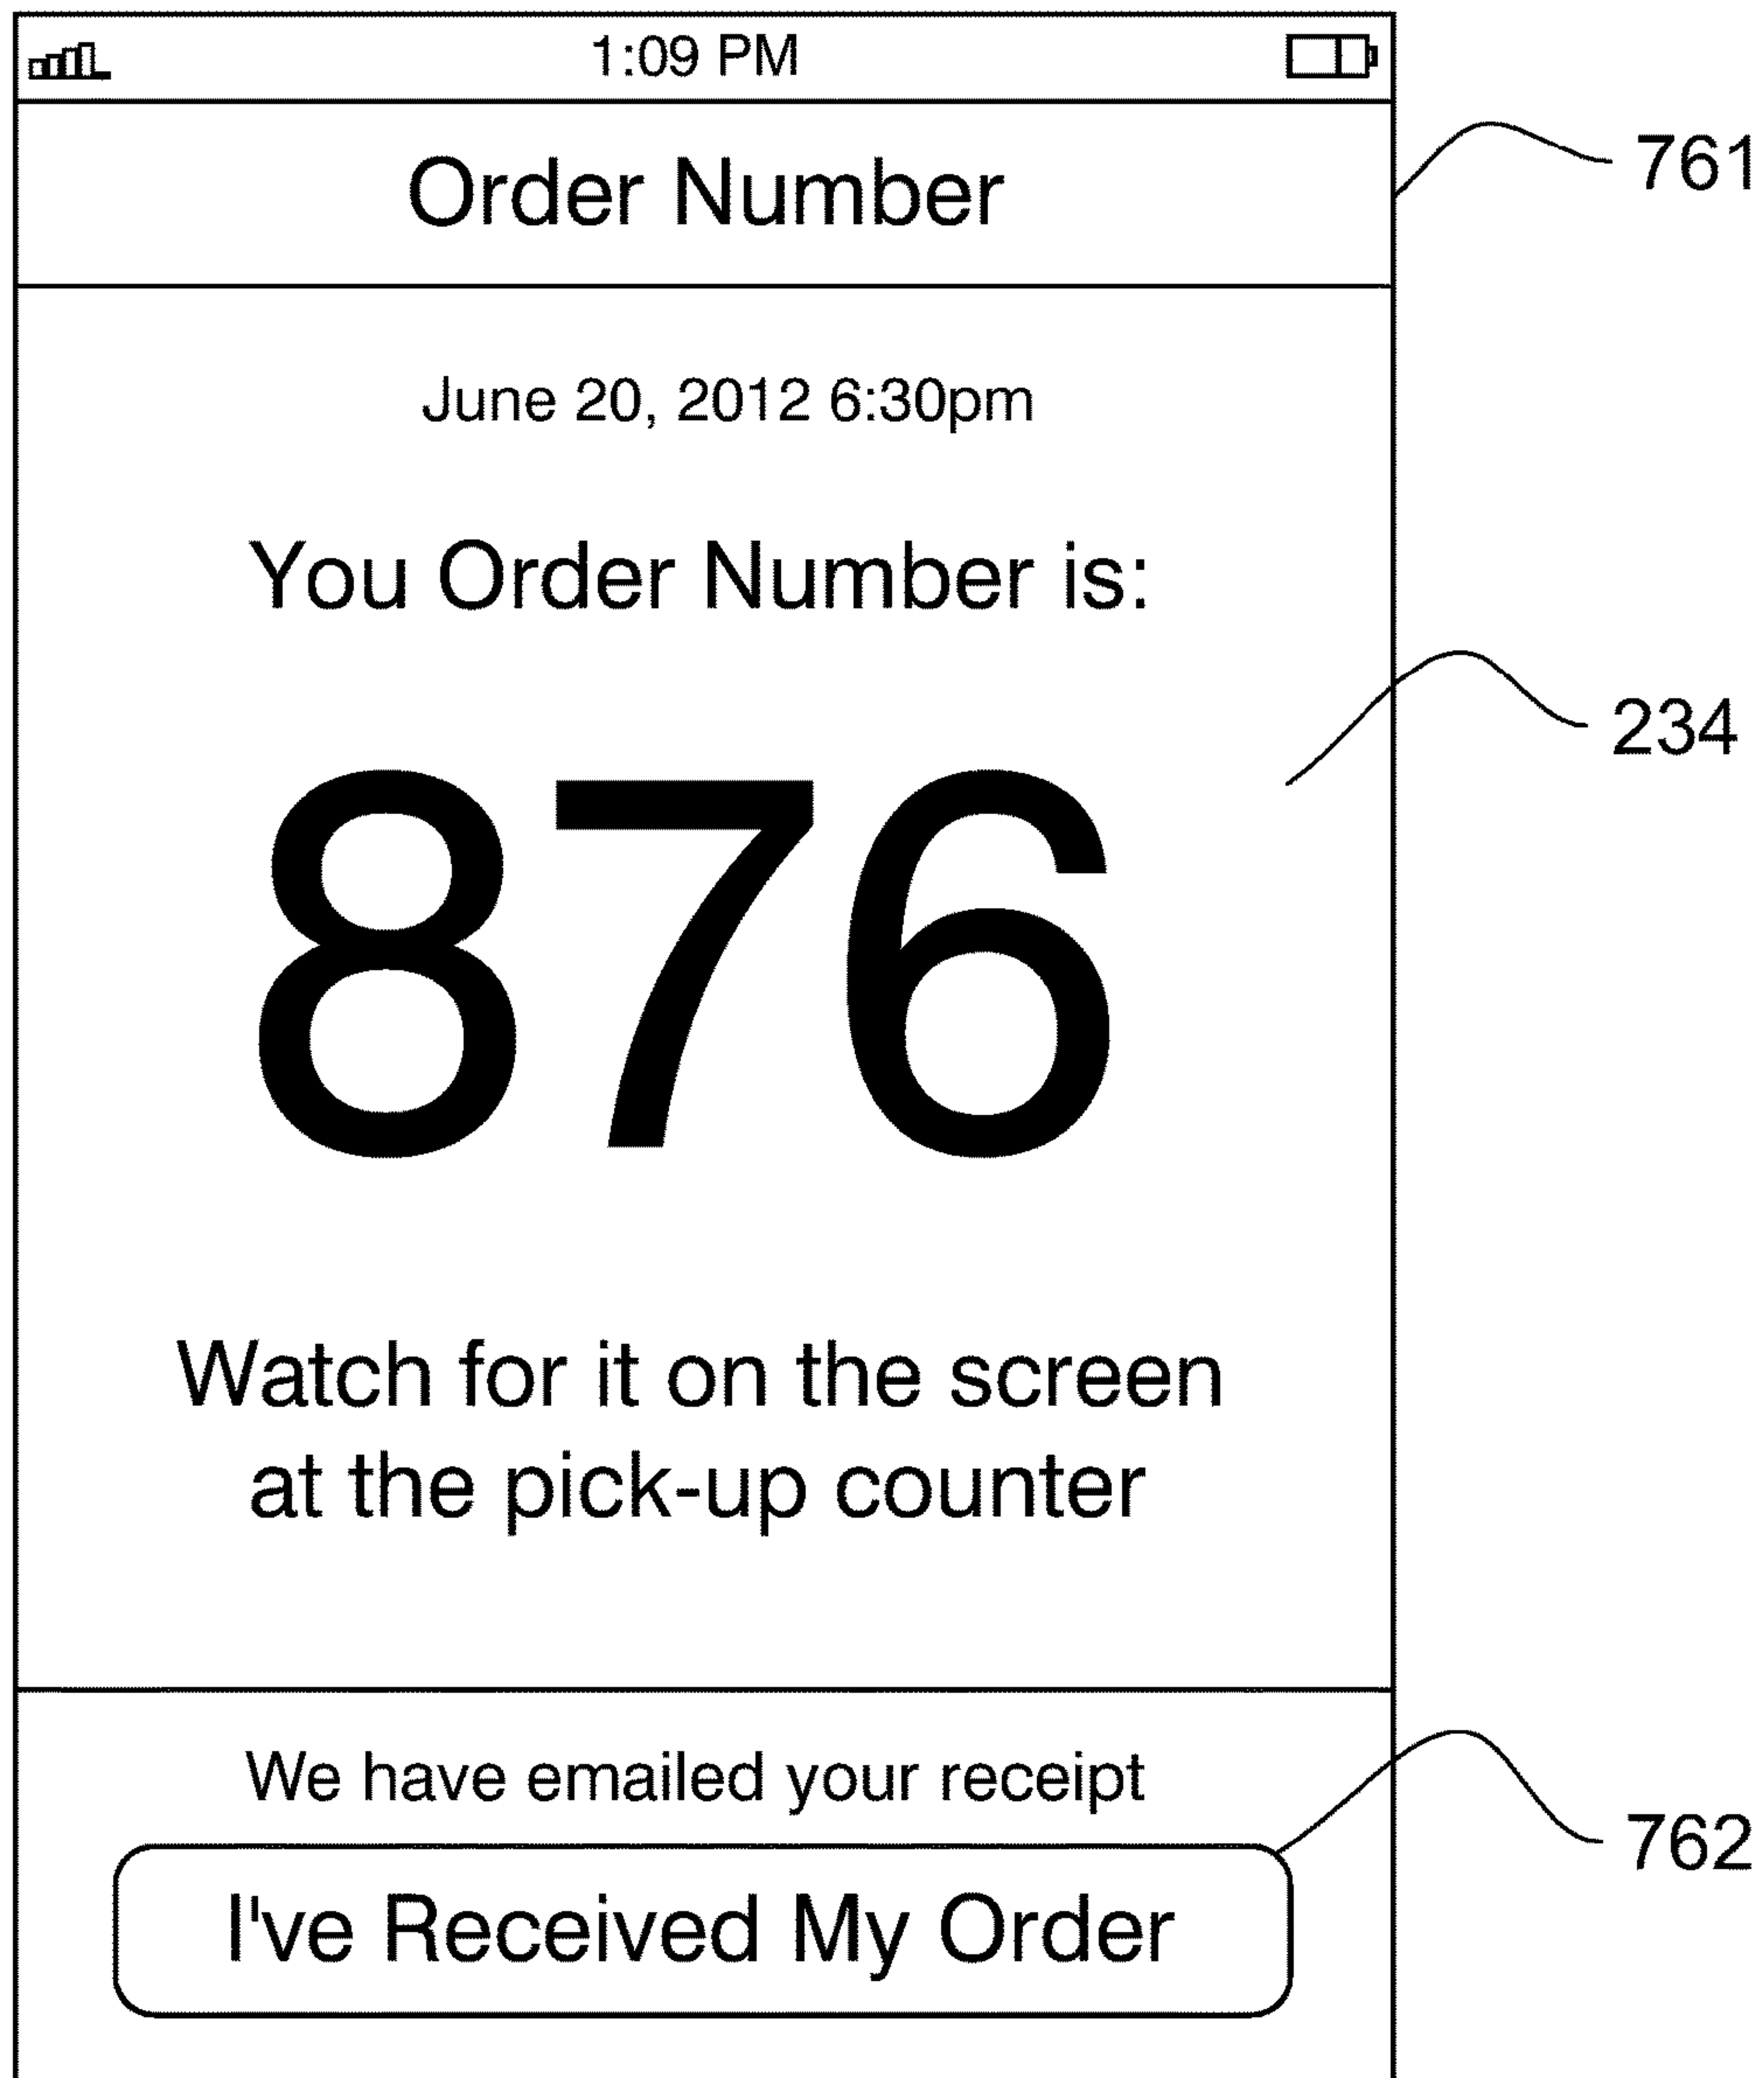 1:09 PM
Order Number
761
June 20, 2012 6:30pm
You Order Number is:
234
876
Watch for it on the screen
at the pick-up counter
We have emailed your receipt
762
I've Received My Order